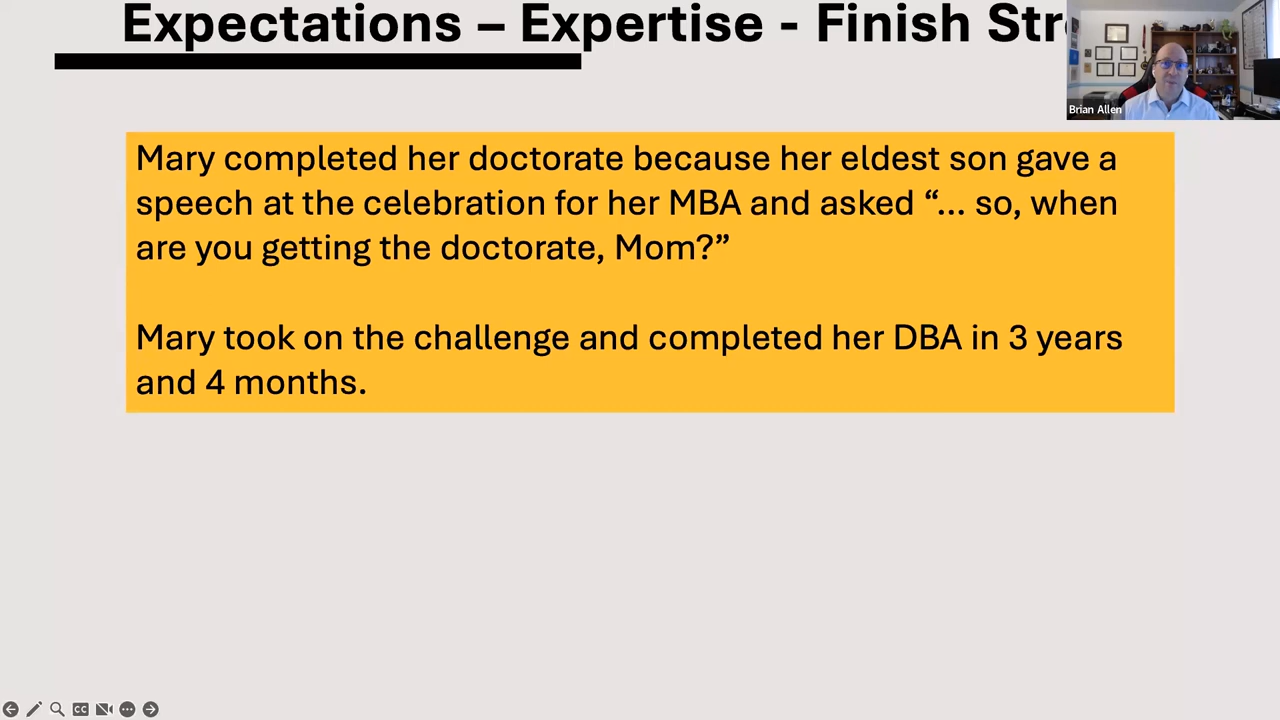 Expectations – Expertise - Finish
Brian Allen
Mary completed her doctorate because her eldest son gave a
speech at the celebration for her MBA and asked “... so, when
are you getting the doctorate, Mom?”
Mary took on the challenge and completed her DBA in 3 years
and 4 months.
CC